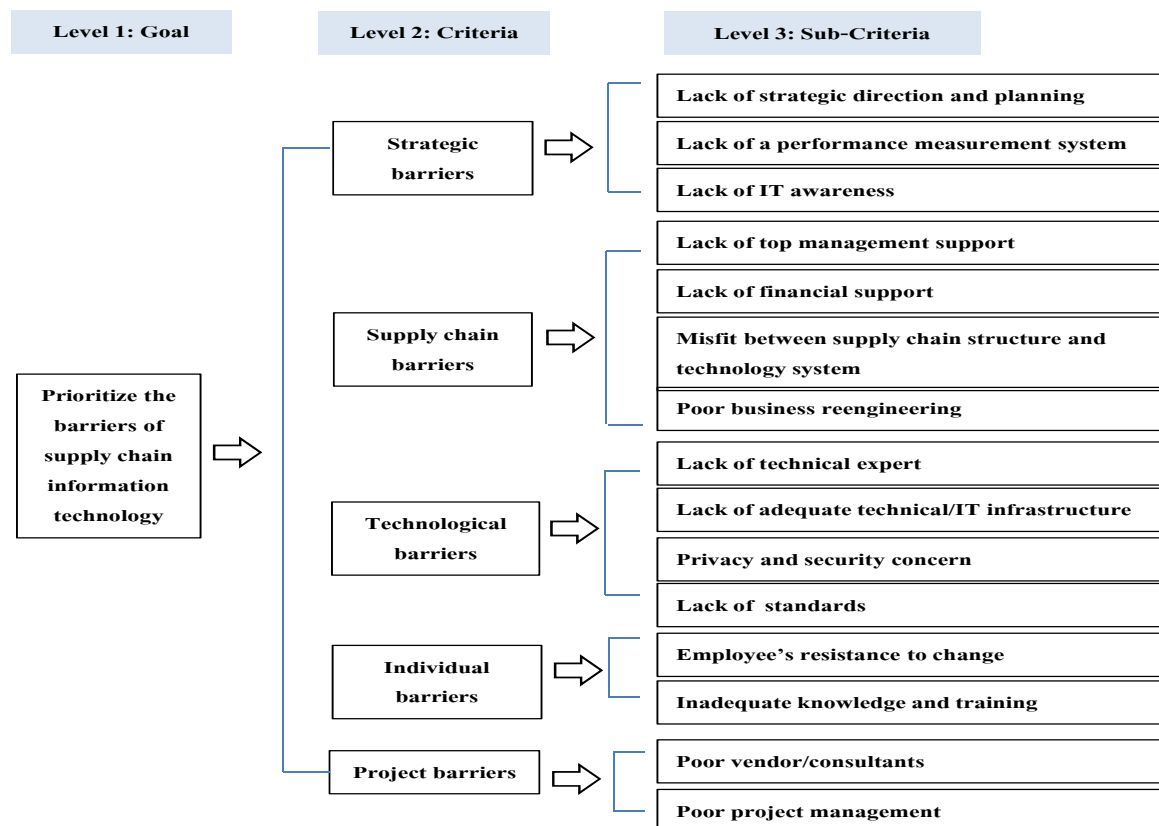 Level 1: Goal
Level 2: Criteria
Level 3: Sub-Criteria
Prioritize the
barriers of
supply chain
information
technology
Strategic
barriers
Lack of strategic direction and planning
Lack of a performance measurement system
Lack of IT awareness
Supply chain
barriers
Lack of top management support
Lack of financial support
Misfit between supply chain structure and
technology system
Poor business reengineering
Technological
barriers
Lack of technical expert
Lack of adequate technical/IT infrastructure
Privacy and security concern
Lack of standards
Individual
barriers
Employee’s resistance to change
Inadequate knowledge and training
Project barriers
Poor vendor/consultants
Poor project management